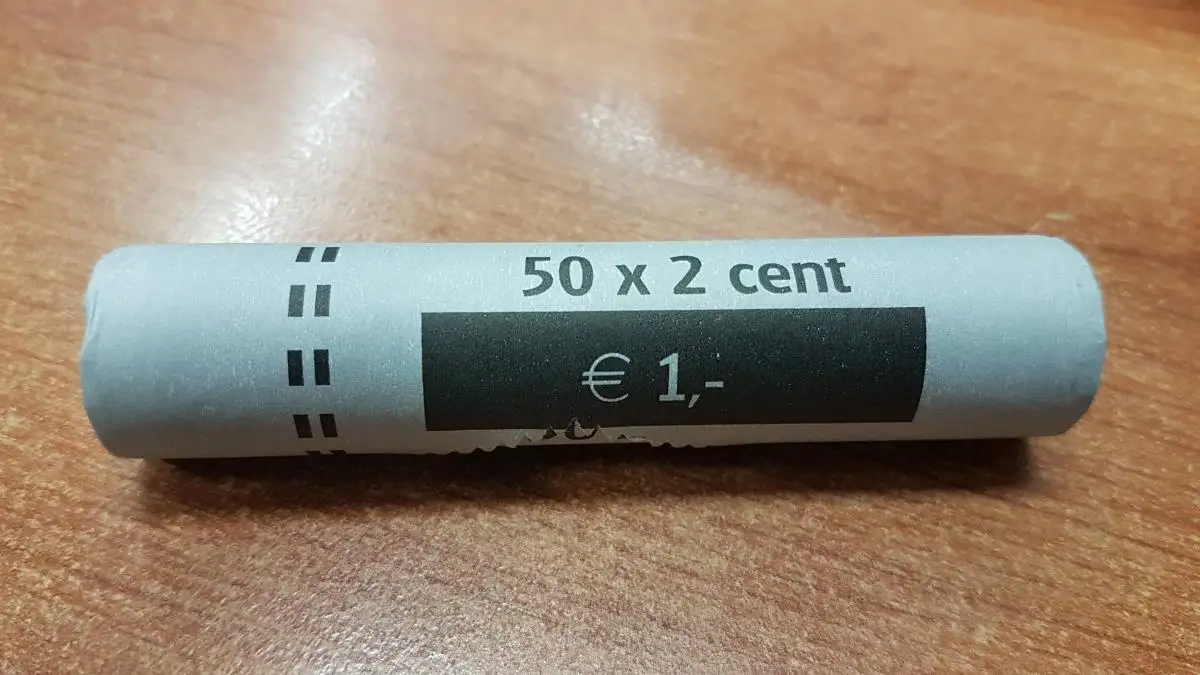 50 x 2 cent
€ 1,-